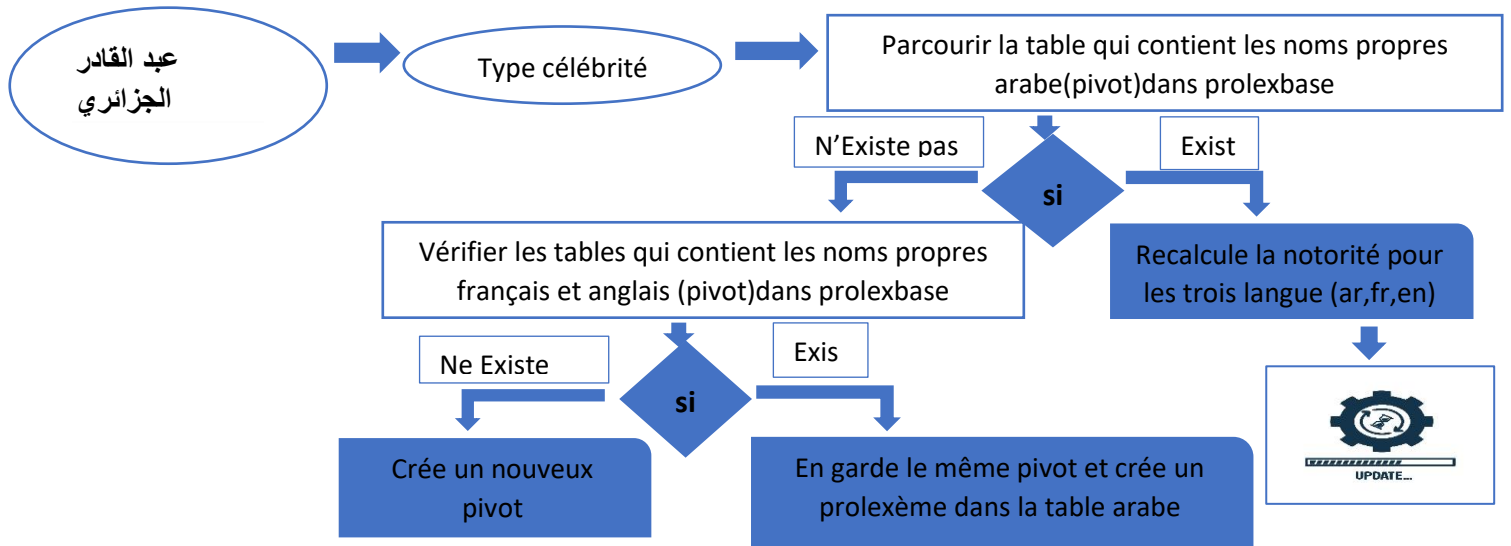 عبد القادر
الجزائري
Type célébrité
Parcourir la table qui contient les noms propres
arabe(pivot)dans prolexbase
N’Existe pas
Exist
si
Vérifier les tables qui contient les noms propres
français et anglais (pivot)dans prolexbase
Recalcule la notorité pour
les trois langue (ar,fr,en)
Ne Existe
Exis
si
Crée un nouveux
pivot
En garde le même pivot et crée un
prolexème dans la table arabe
UPDATE...